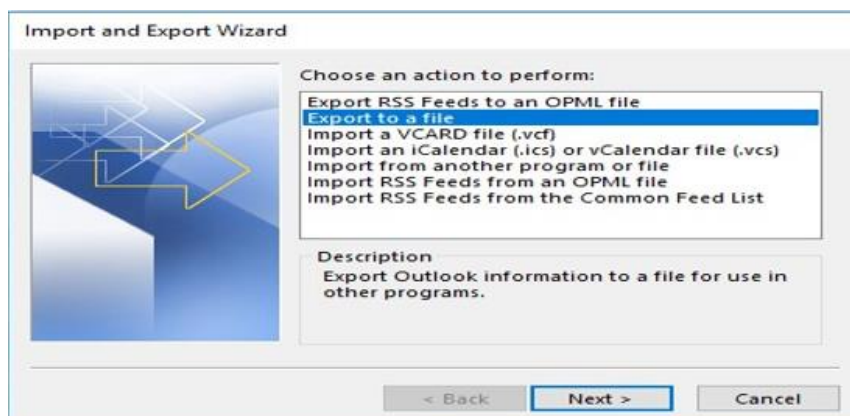 Import and Export Wizard
Choose an action to perform:
Export RSS Feeds to an OPML file
Export to a file
Import a VCARD file (.vcf)
Import an iCalendar (.ics) or vCalendar file (.vcs)
Import from another program or file
Import RSS Feeds from an OPML file
Import RSS Feeds from the Common Feed List
Description
Export Outlook information to a file for use in
other programs.
< Back
Next >
Cancel